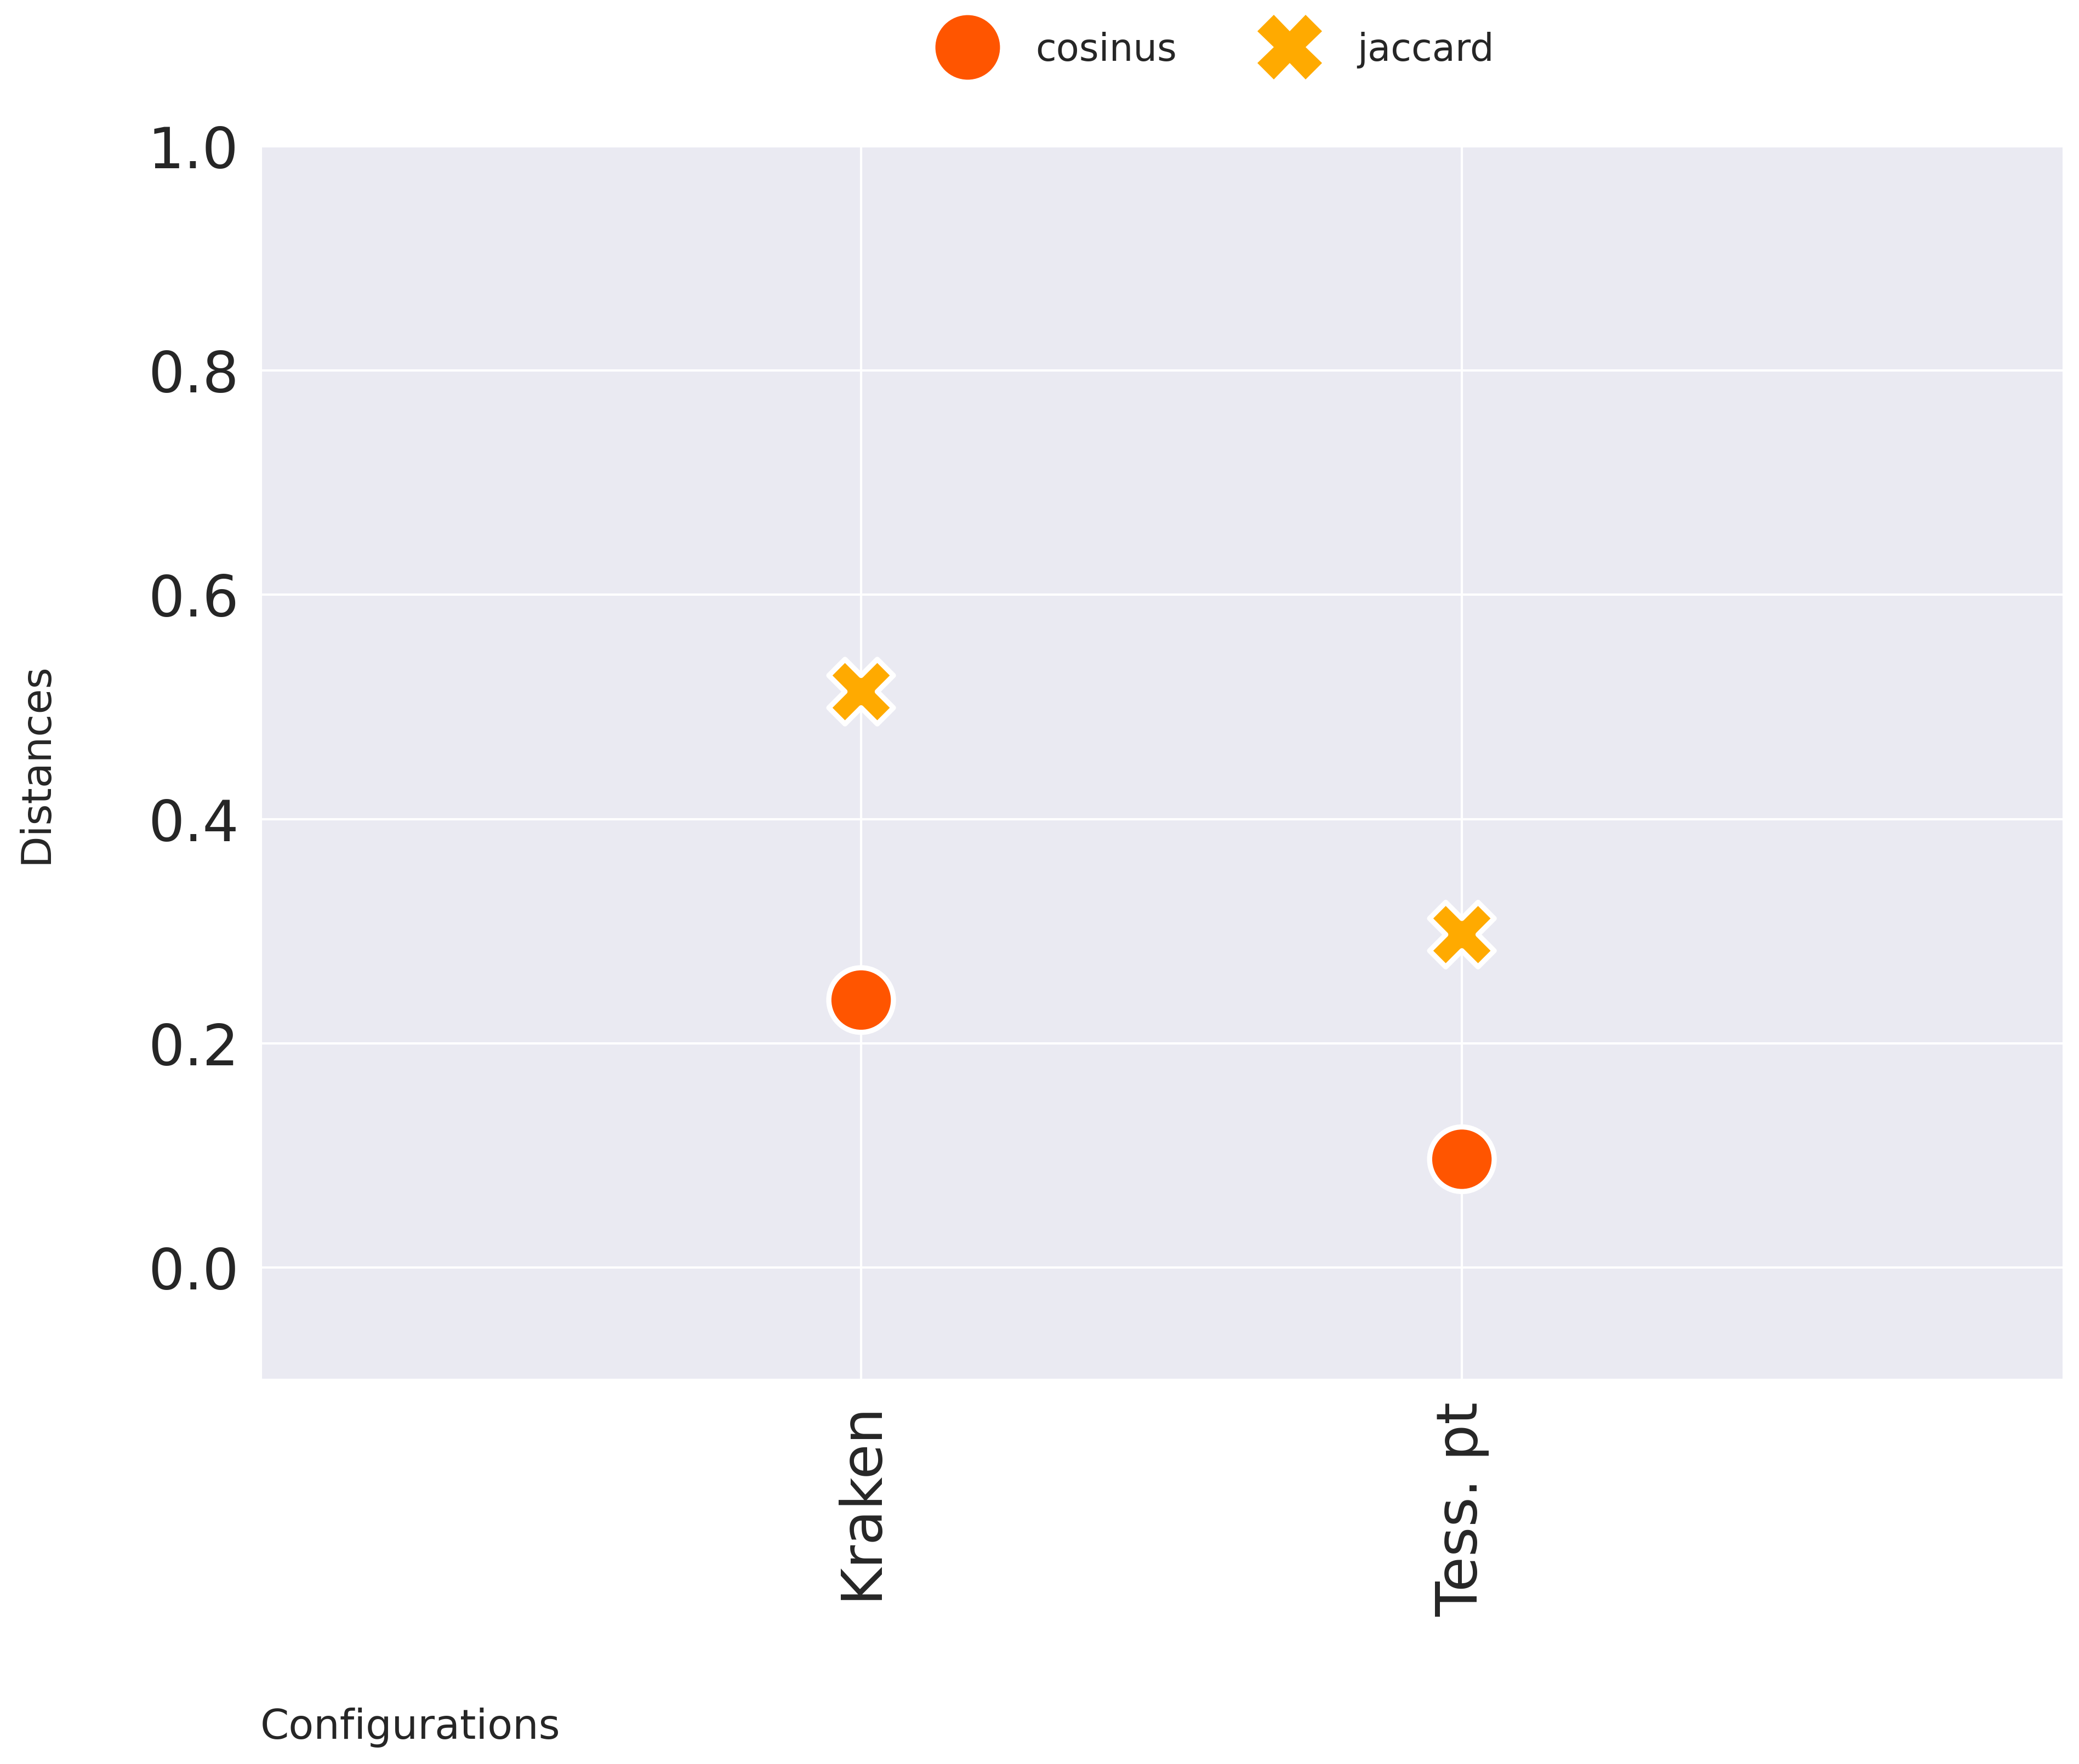 cosinus jaccard
1.0
0.8
0.6
0.4
0.2
0.0
Distances
Kraken
Tess. pt
Configurations